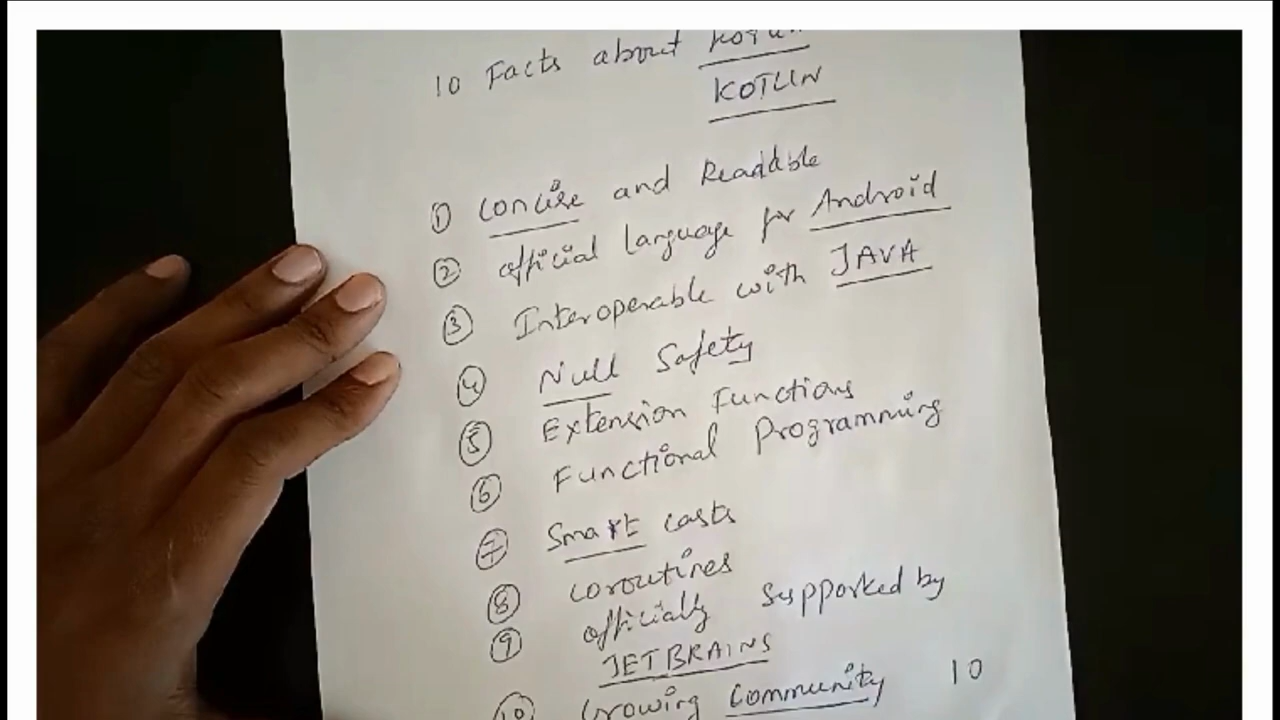 10 Facts about KOTLIN
KOTLIN
① Concise and Readable
② official language for Android
③ Interoperable with JAVA
④ Null Safety
⑤ Extension Functions
⑥ Functional Programming
⑦ Smart casts
⑧ coroutines
⑨ officially supported by
JETBRAINS
⑩ Growing Community 10